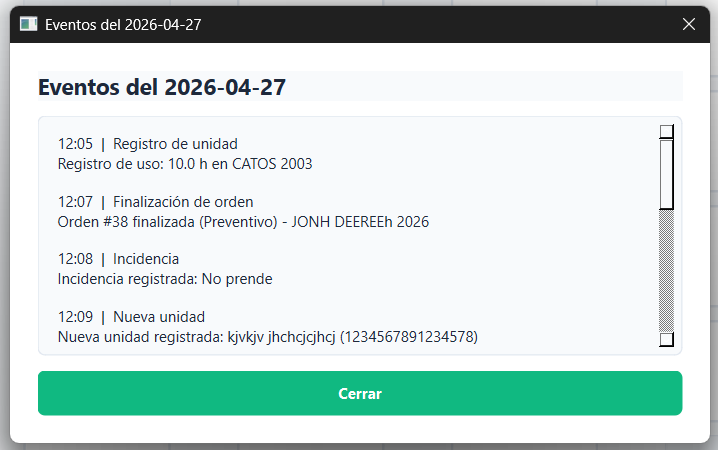 Eventos del 2026-04-27
Eventos del 2026-04-27
12:05 | Registro de unidad
Registro de uso: 10.0 h en CATOS 2003
12:07 | Finalización de orden
Orden #38 finalizada (Preventivo) - JONH DEEREEh 2026
12:08 | Incidencia
Incidencia registrada: No prende
12:09 | Nueva unidad
Nueva unidad registrada: kjvkjv jhchcjcjhcj (1234567891234578)
Cerrar